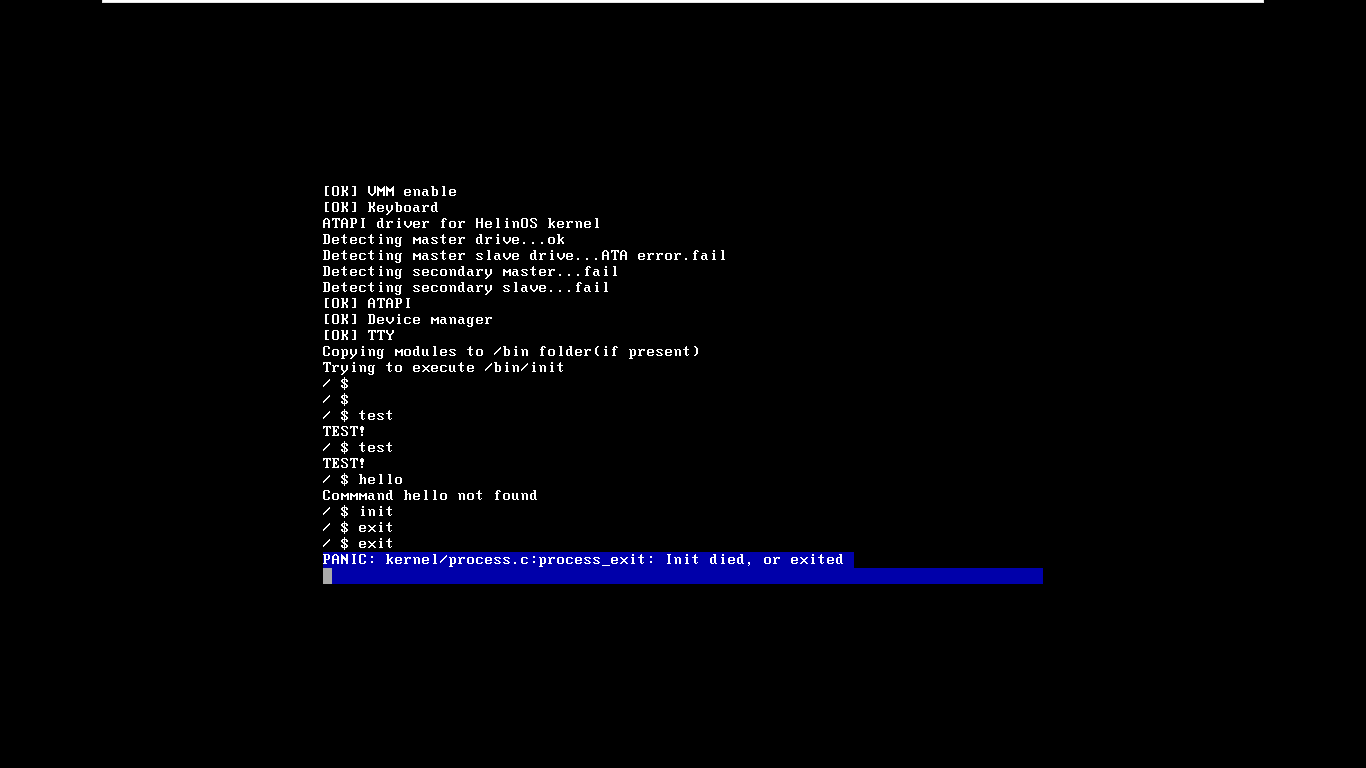 [OK] VMM enable
[OK] Keyboard
ATAPI driver for HelinOS kernel
Detecting master drive...ok
Detecting master slave drive...ATA error.fail
Detecting secondary master...fail
Detecting secondary slave...fail
[OK] ATAPI
[OK] Device manager
[OK] TTY
Copying modules to /bin folder(if present)
Trying to execute /bin/init
/ $
/ $
/ $ test
TEST!
/ $ test
TEST!
/ $ hello
Commmand hello not found
/ $ init
/ $ exit
/ $ exit
PANIC: kernel/process.c:process_exit: Init died, or exited